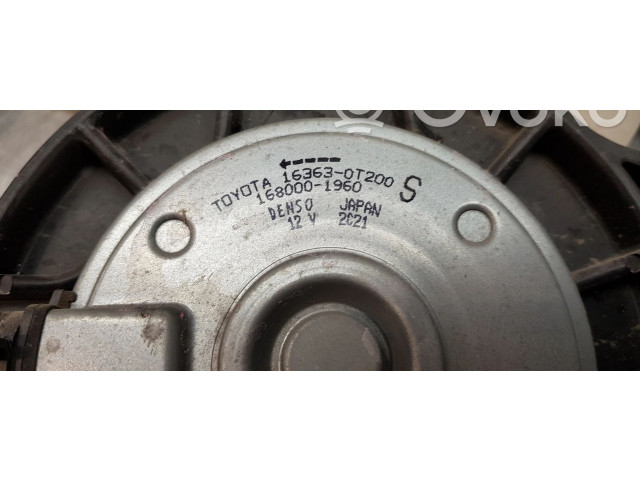 Ovoko
TOYOTA 16363-0T200 S
168000-1960
DENSO JAPAN
12 V 2021